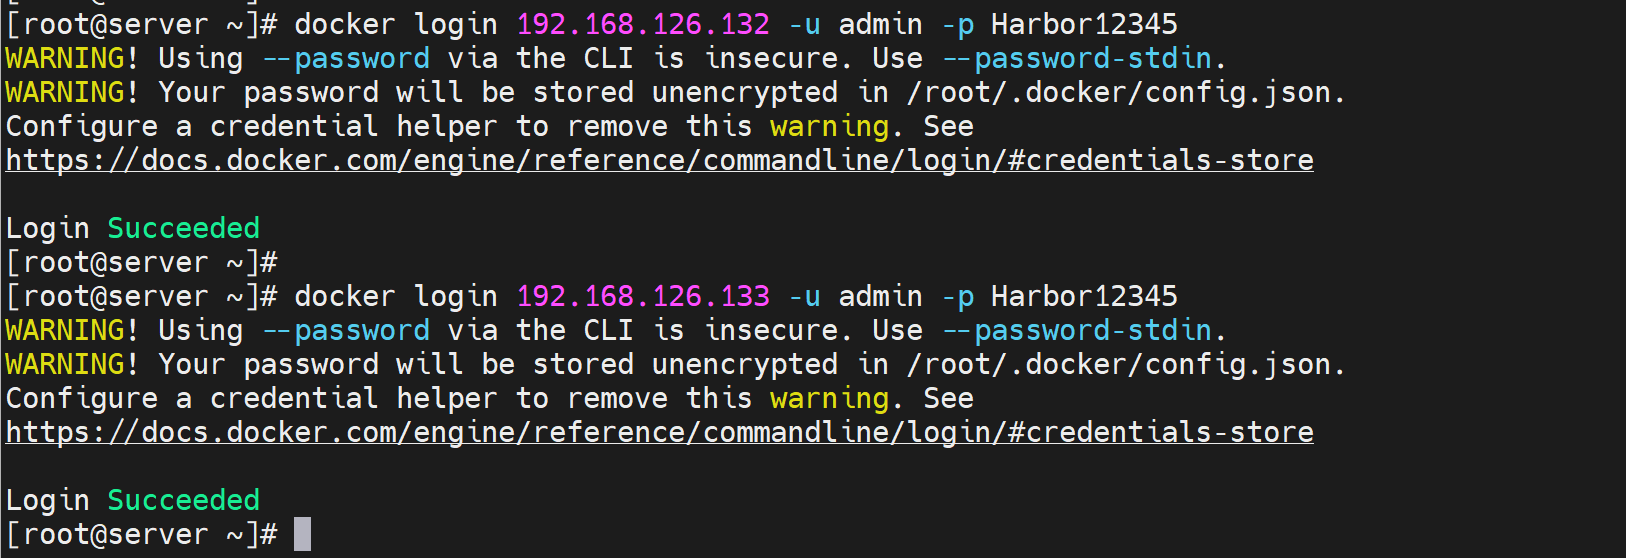 [root@server ~]# docker login 192.168.126.132 -u admin -p Harbor12345
WARNING! Using --password via the CLI is insecure. Use --password-stdin.
WARNING! Your password will be stored unencrypted in /root/.docker/config.json.
Configure a credential helper to remove this warning. See
https://docs.docker.com/engine/reference/commandline/login/#credentials-store
Login Succeeded
[root@server ~]#
[root@server ~]# docker login 192.168.126.133 -u admin -p Harbor12345
WARNING! Using --password via the CLI is insecure. Use --password-stdin.
WARNING! Your password will be stored unencrypted in /root/.docker/config.json.
Configure a credential helper to remove this warning. See
https://docs.docker.com/engine/reference/commandline/login/#credentials-store
Login Succeeded
[root@server ~]#